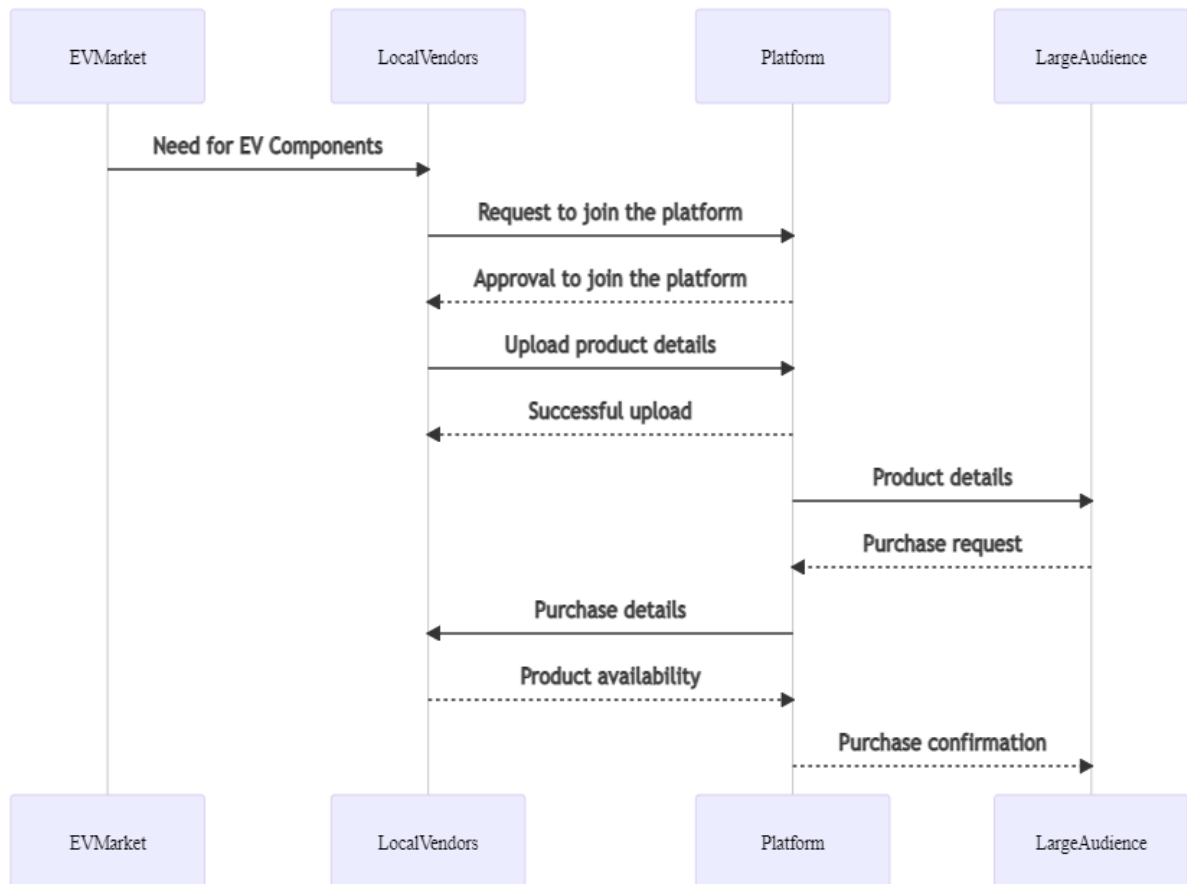 EVMarket
LocalVendors
Platform
LargeAudience
Need for EV Components
Request to join the platform
Approval to join the platform
Upload product details
Successful upload
Product details
Purchase request
Purchase details
Product availability
Purchase confirmation
EVMarket
LocalVendors
Platform
LargeAudience